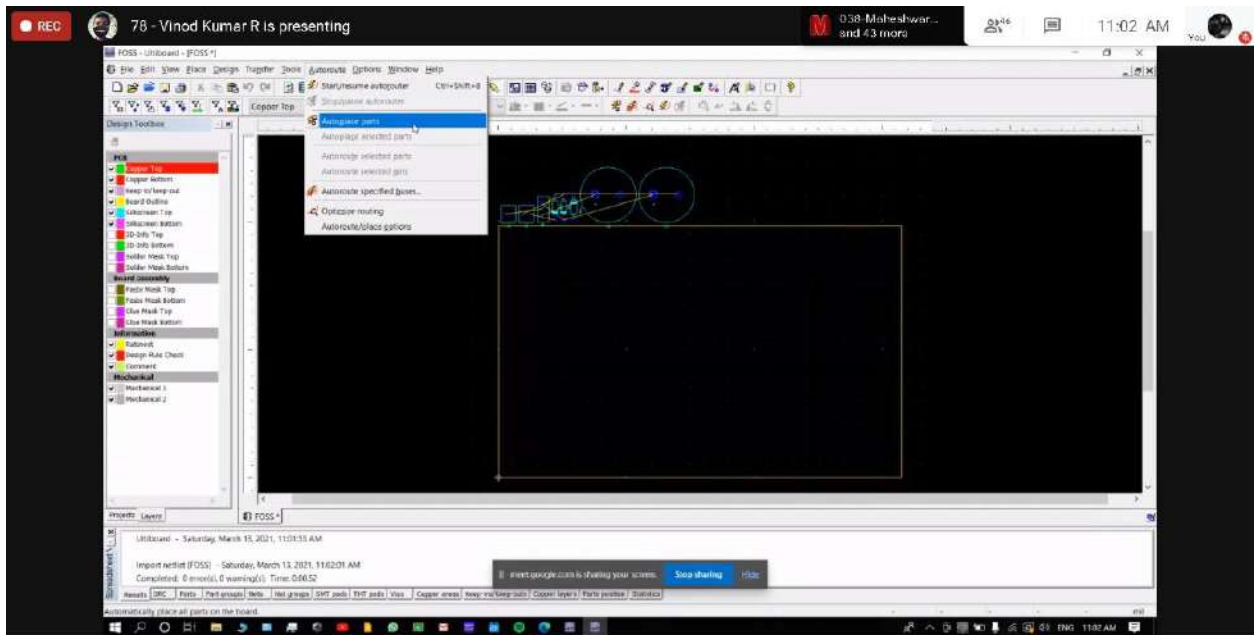 REC
78 - Vinod Kumar R is presenting
038-Maheshwar...
and 43 more
46
11:02 AM
You
FOSS - Ultiboard - [FOSS *]
File Edit View Place Design Transfer Tools Autoroute Options Window Help
Copper Top
Start/resume autorouter Ctrl+Shift+8
Stop/pause autorouter
Autoplace parts
Autoplace selected parts
Autoroute selected parts
Autoroute selected nets
Autoroute specified buses...
Optimize routing
Autoroute/place options
Design Toolbox
PCB
Copper Top
Copper Bottom
Keep-in/keep-out
Board Outline
Silkscreen Top
Silkscreen Bottom
3D-Info Top
3D-Info Bottom
Solder Mask Top
Solder Mask Bottom
Board Assembly
Paste Mask Top
Paste Mask Bottom
Glue Mask Top
Glue Mask Bottom
Information
Ratsnest
Design Rule Check
Comment
Mechanical
Mechanical 1
Mechanical 2
Projects Layers
FOSS *
Spreadsheet V
Ultiboard - Saturday, March 13, 2021, 11:01:55 AM
Import netlist [FOSS] - Saturday, March 13, 2021, 11:02:01 AM
Completed: 0 error(s), 0 warning(s); Time: 0:00.52
meet.google.com is sharing your screen. Stop sharing Hide
Results DRC Parts Part groups Nets Net groups SMT pads THT pads Vias Copper areas Keep-ins/keep-outs Copper layers Parts position Statistics
Automatically place all parts on the board.
mil
ENG 11:02 AM